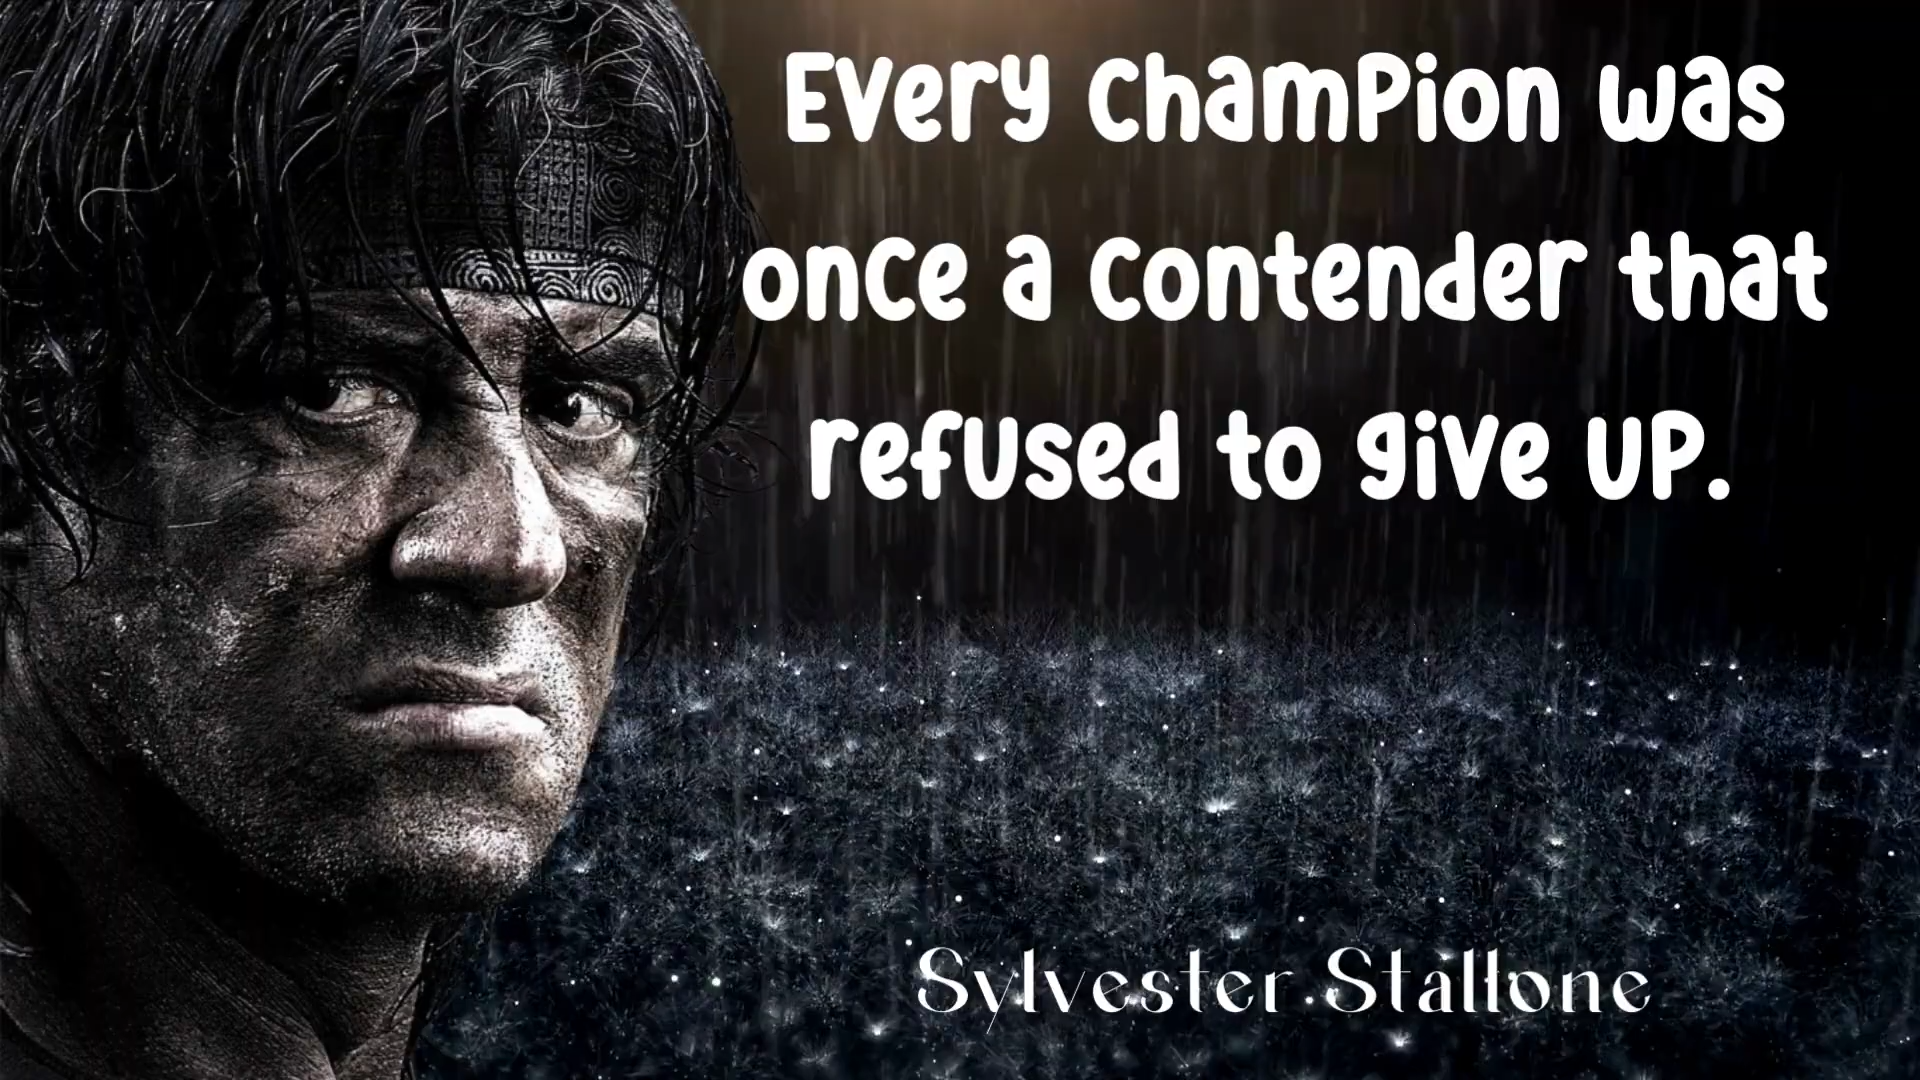 Every champion was
once a contender that
refused to give up.
Sylvester Stallone